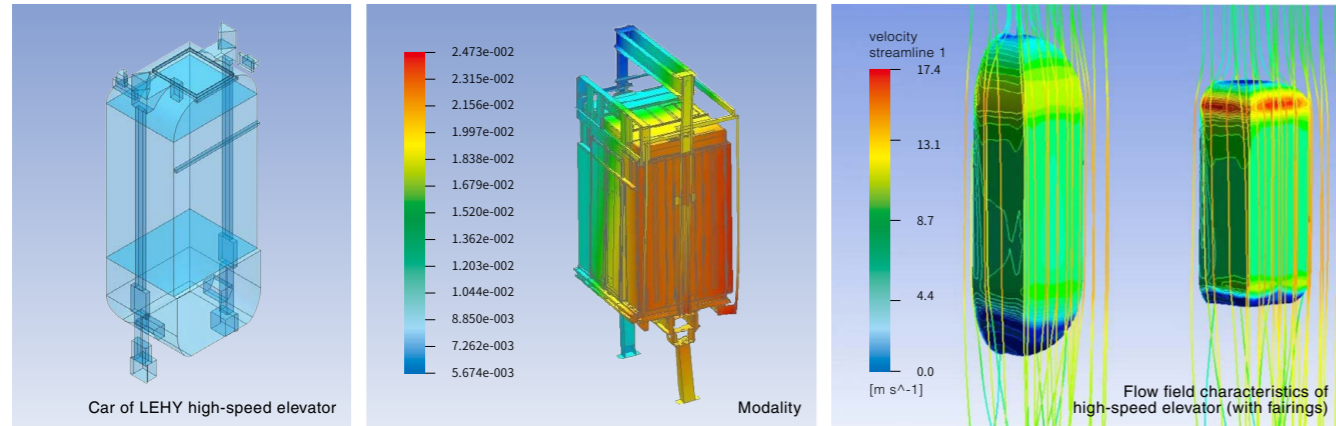 Car of LEHY high-speed elevator
2.473e-002
2.315e-002
2.156e-002
1.997e-002
1.838e-002
1.679e-002
1.520e-002
1.362e-002
1.203e-002
1.044e-002
8.850e-003
7.262e-003
5.674e-003
Modality
velocity
streamline 1
17.4
13.1
8.7
4.4
0.0
[m s^-1]
Flow field characteristics of
high-speed elevator (with fairings)